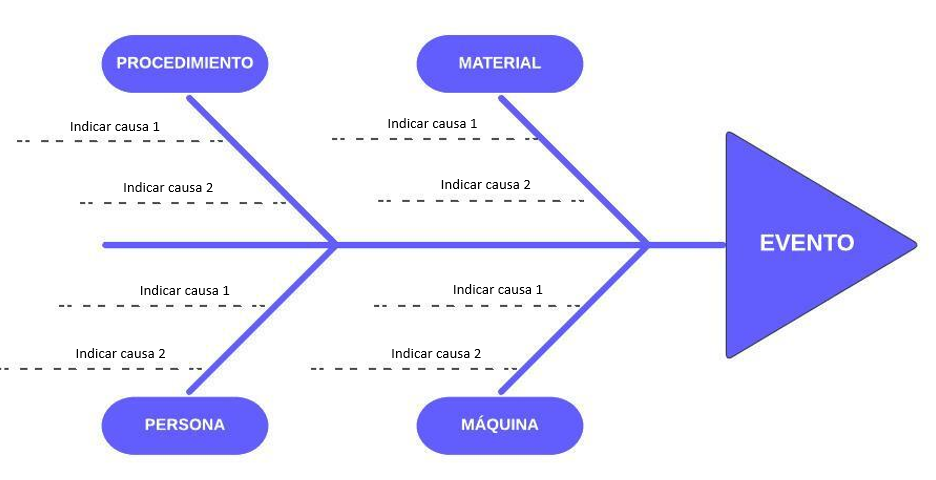 PROCEDIMIENTO
MATERIAL
Indicar causa 1
Indicar causa 1
Indicar causa 2
Indicar causa 2
EVENTO
Indicar causa 1
Indicar causa 1
Indicar causa 2
Indicar causa 2
PERSONA
MÁQUINA